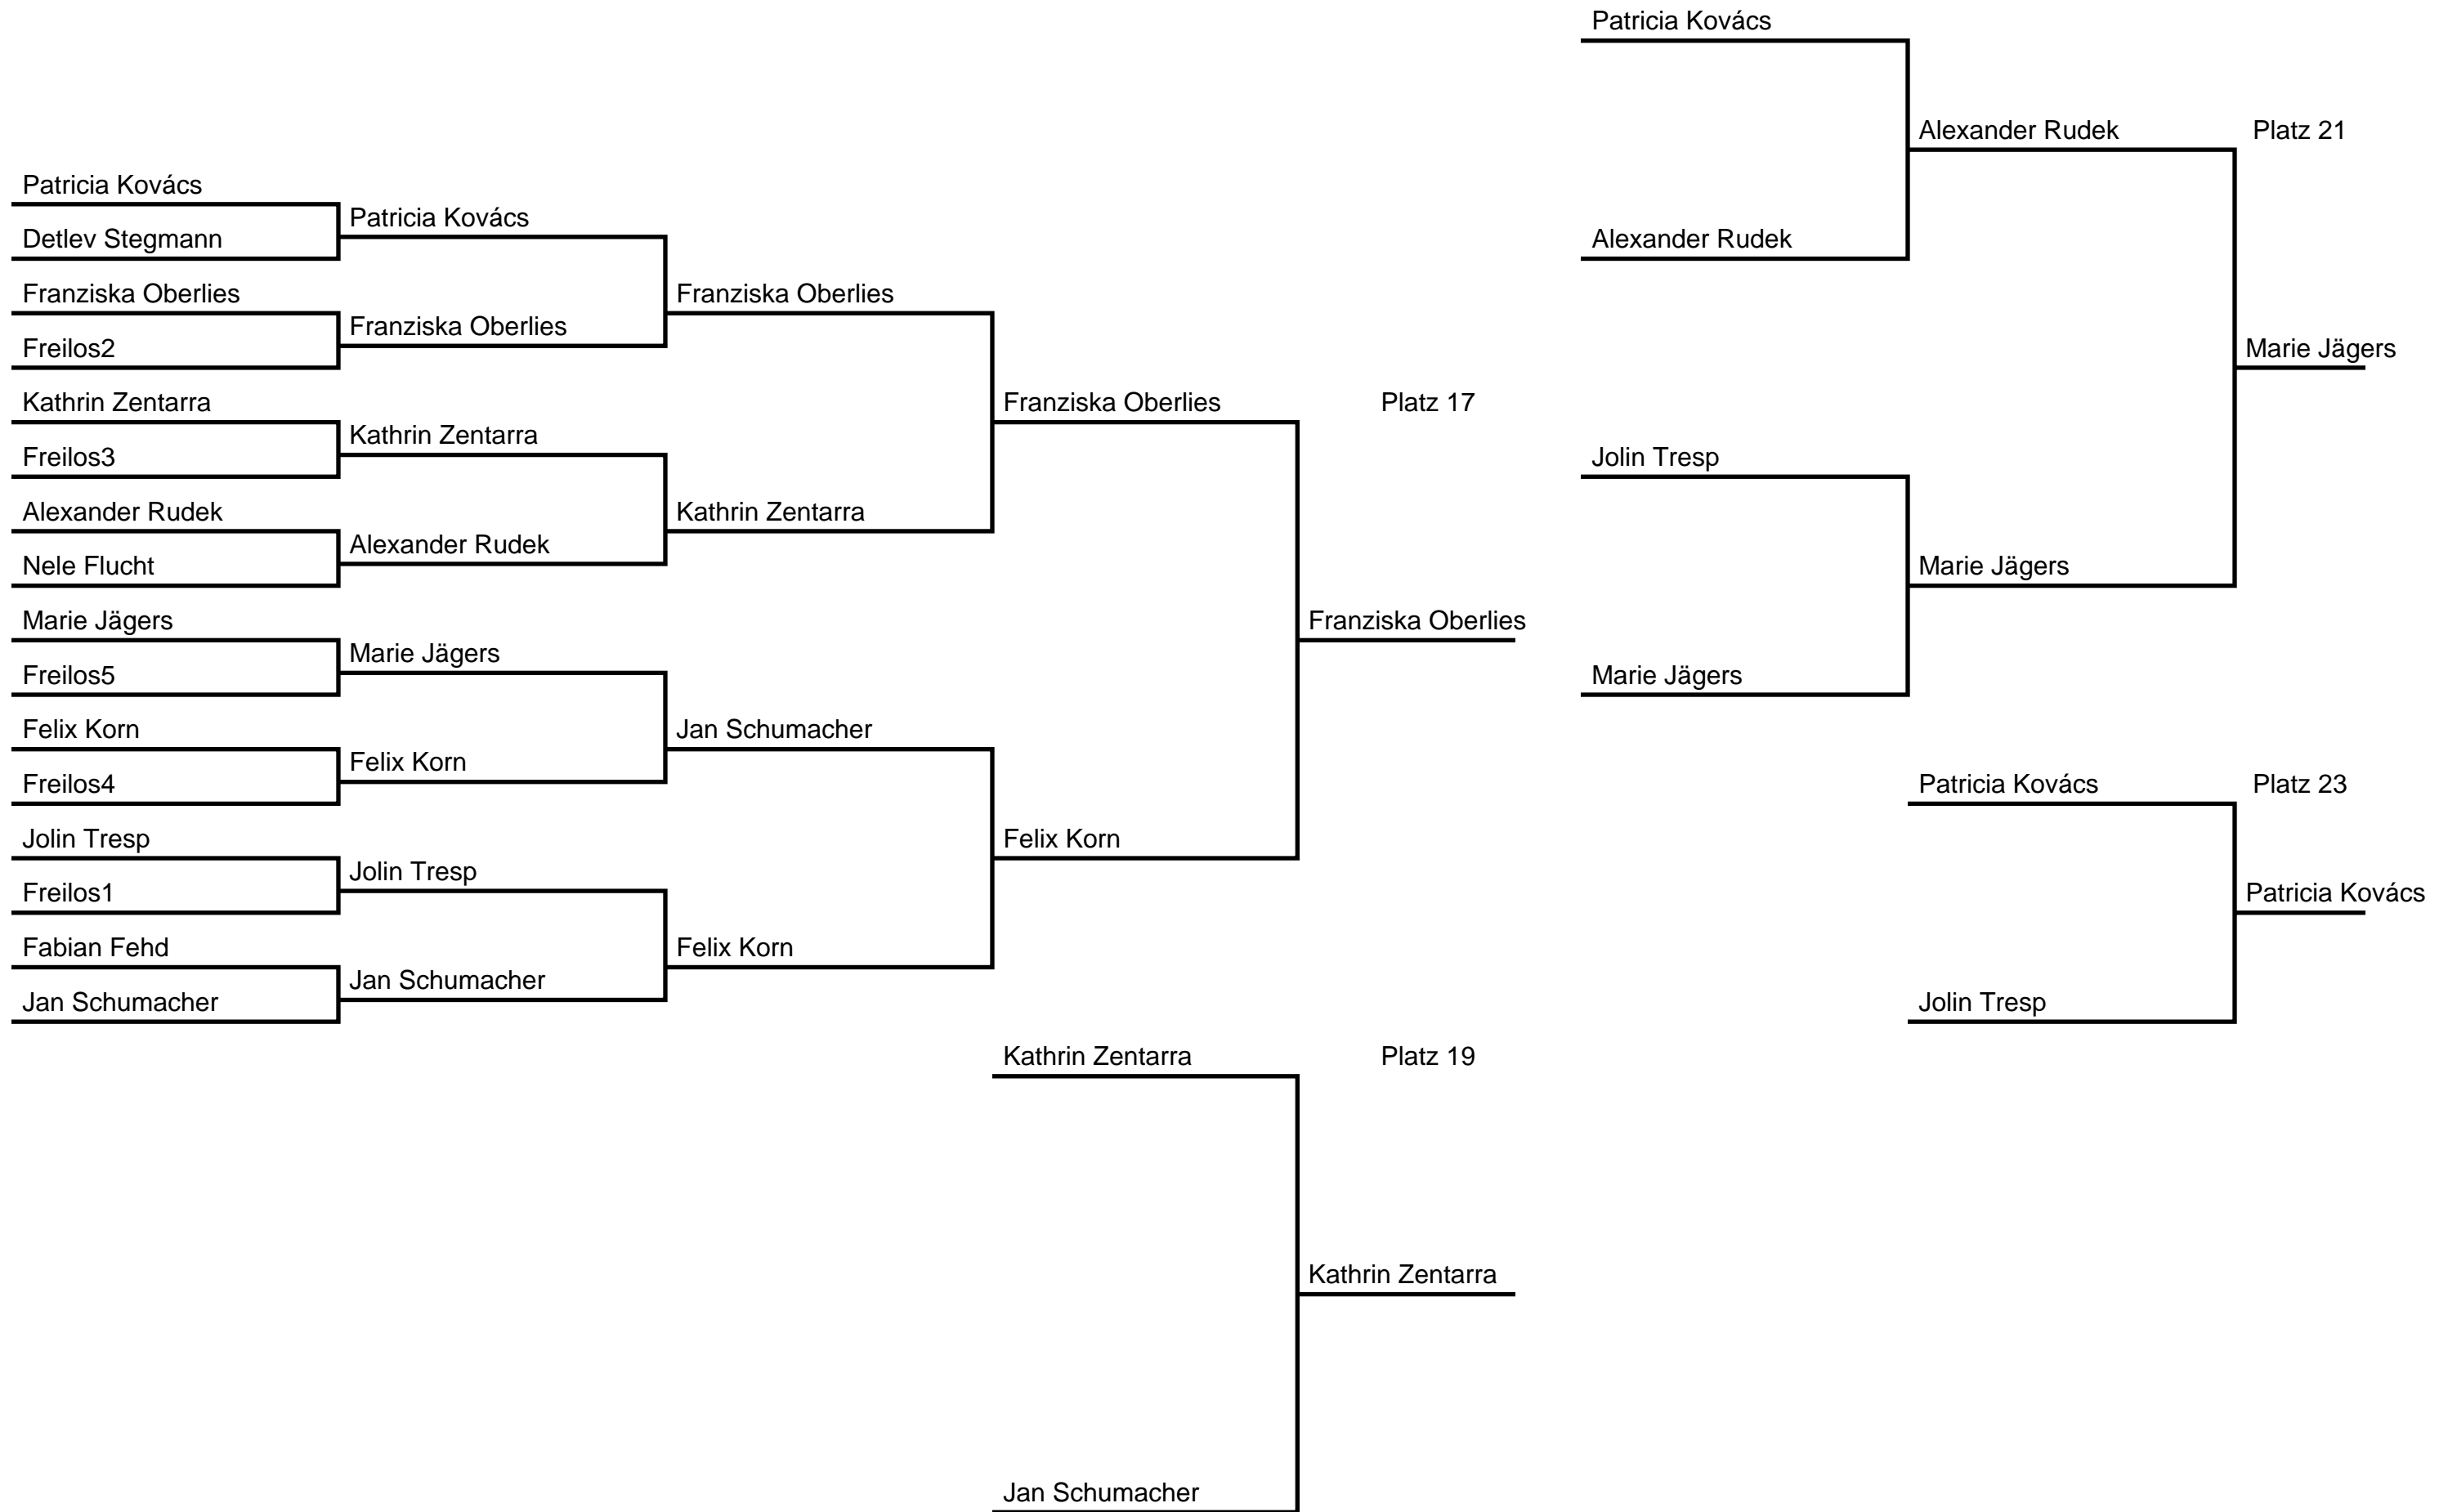 Patricia Kovács
Detlev Stegmann
Franziska Oberlies
Freilos2
Kathrin Zentarra
Freilos3
Alexander Rudek
Nele Flucht
Marie Jägers
Freilos5
Felix Korn
Freilos4
Jolin Tresp
Freilos1
Fabian Fehd
Jan Schumacher
Patricia Kovács
Franziska Oberlies
Kathrin Zentarra
Alexander Rudek
Marie Jägers
Felix Korn
Jolin Tresp
Jan Schumacher
Franziska Oberlies
Kathrin Zentarra
Jan Schumacher
Felix Korn
Franziska Oberlies
Felix Korn
Platz 17
Franziska Oberlies
Kathrin Zentarra
Jan Schumacher
Platz 19
Kathrin Zentarra
Patricia Kovács
Alexander Rudek
Jolin Tresp
Marie Jägers
Alexander Rudek
Marie Jägers
Platz 21
Marie Jägers
Patricia Kovács
Jolin Tresp
Platz 23
Patricia Kovács